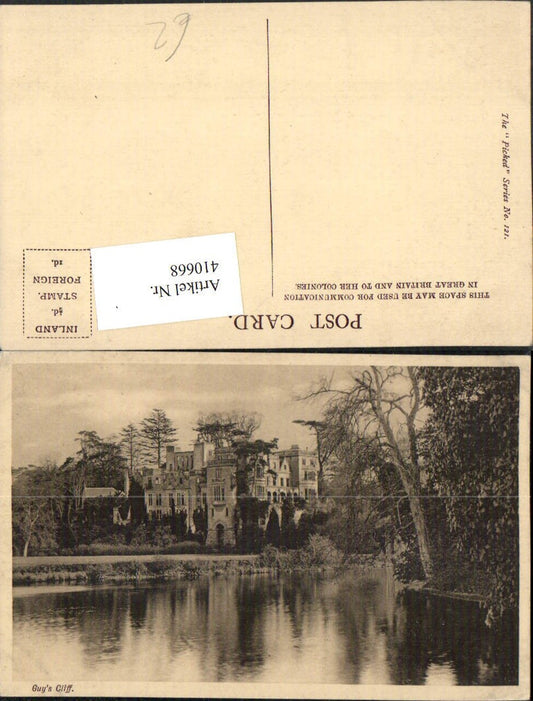 29
POST CARD.
THIS SPACE MAY BE USED FOR COMMUNICATION
IN GREAT BRITAIN AND TO HER COLONIES.
INLAND
½d.
STAMP.
FOREIGN
1d.
Artikel Nr.
410668
The "Picked" Series No. 121.
Guy's Cliff.